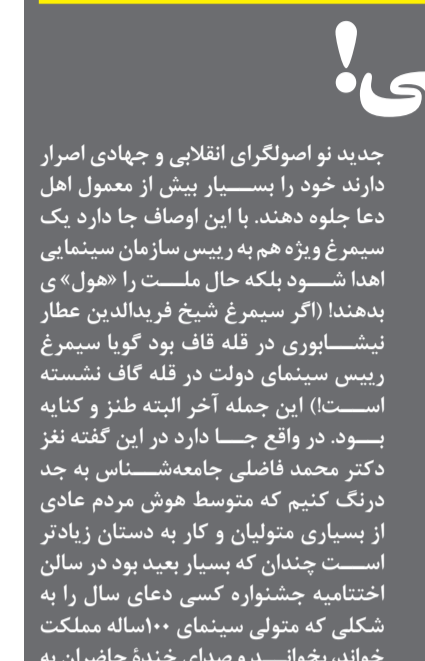 ی!
جدید نو اصولگرای انقلابی و جهادی اصرار
دارند خود را بسیار بیش از معمول اهل
دعا جلوه دهند. با این اوصاف جا دارد یک
سیمرغ ویژه هم به رییس سازمان سینمایی
اهدا شود بلکه حال ملت را «هول» ی
بدهند! (اگر سیمرغ شیخ فریدالدین عطار
نیشابوری در قله قاف بود گویا سیمرغ
رییس سینمای دولت در قله گاف نشسته
است!) این جمله آخر البته طنز و کنایه
بود. در واقع جا دارد در این گفته نغز
دکتر محمد فاضلی جامعه‌شناس به جد
درنگ کنیم که متوسط هوش مردم عادی
از بسیاری متولیان و کار به دستان زیادتر
است چندان که بسیار بعید بود در سالن
اختتامیه جشنواره کسی دعای سال را به
شکلی که متولی سینمای ۱۰۰ساله مملکت
خواند، بخواند و صدای خندهٔ حاضران به